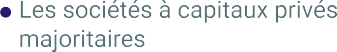 • Les sociétés à capitaux privés
majoritaires